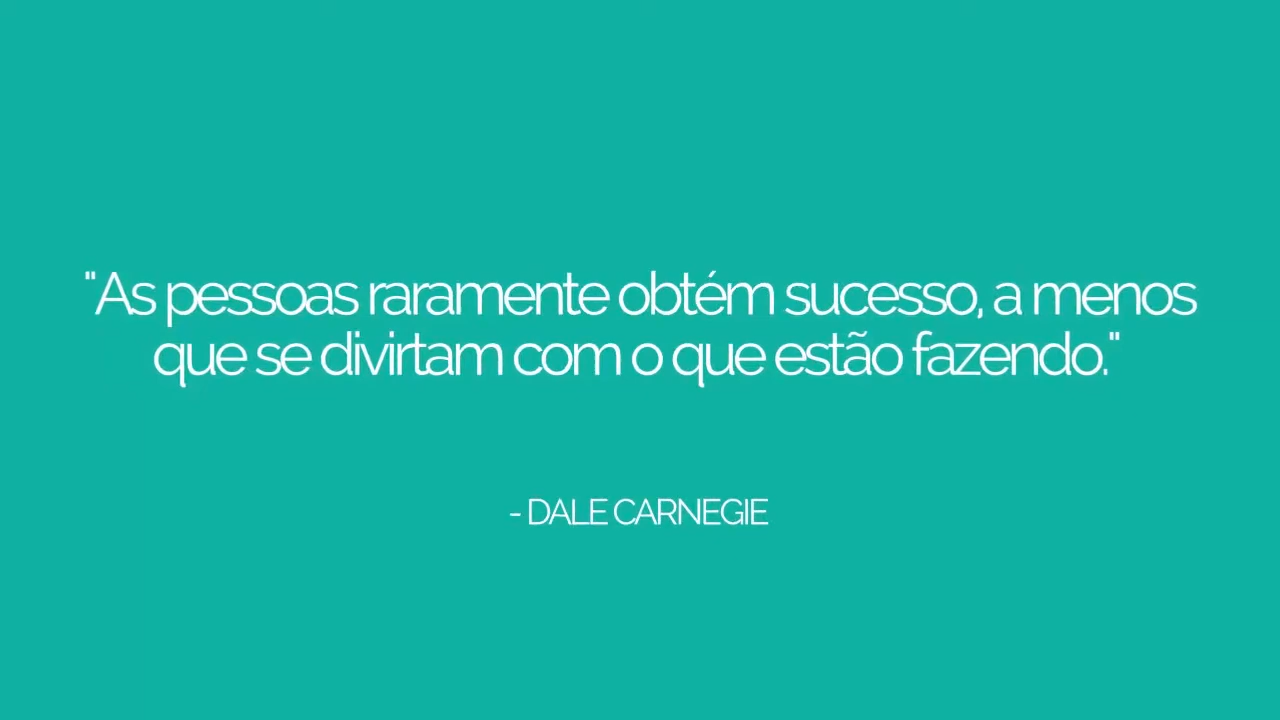 "As pessoas raramente obtém sucesso, a menos
que se divirtam com o que estão fazendo."
- DALE CARNEGIE